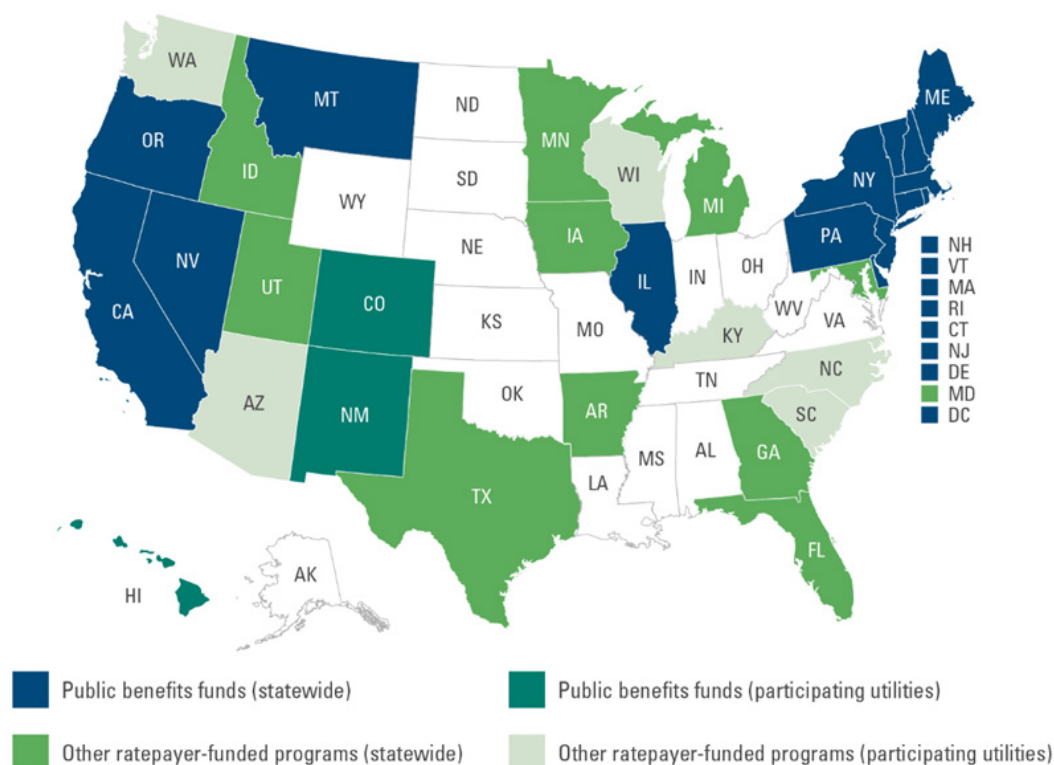 WA
MT
ND
ME
OR
MN
ID
SD
WI
NY
WY
MI
IA
PA
NE
NH
NV
OH
VT
UT
IL
IN
MA
CA
CO
WV
RI
KS
MO
VA
CT
KY
NJ
NC
DE
AZ
OK
TN
MD
NM
AR
SC
DC
MS
AL
GA
LA
TX
FL
AK
HI
Public benefits funds (statewide)
Public benefits funds (participating utilities)
Other ratepayer-funded programs (statewide)
Other ratepayer-funded programs (participating utilities)